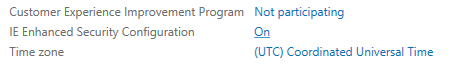 Customer Experience Improvement Program Not participating
IE Enhanced Security Configuration On
Time zone (UTC) Coordinated Universal Time